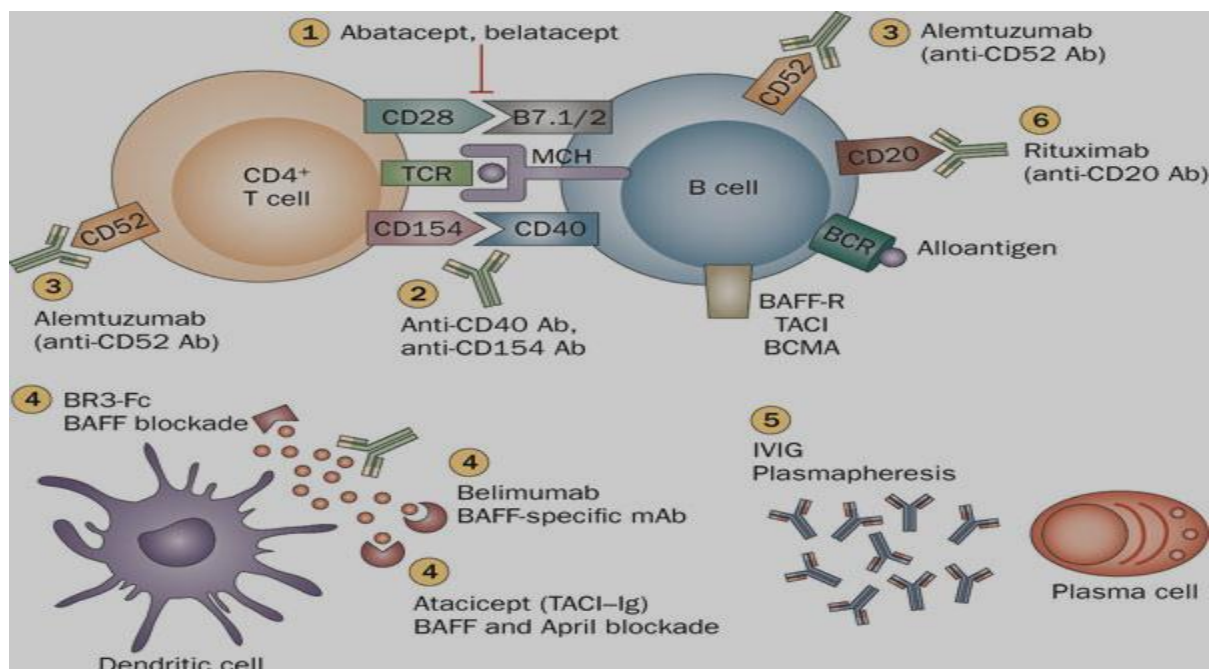 1 Abatacept, belatacept
3 Alemtuzumab
(anti-CD52 Ab)
CD52
CD28
B7.1/2
6
CD20
Rituximab
(anti-CD20 Ab)
MCH
TCR
CD4+
T cell
B cell
CD52
CD154
CD40
BCR
Alloantigen
3
Alemtuzumab
(anti-CD52 Ab)
2
Anti-CD40 Ab,
anti-CD154 Ab
BAFF-R
TACI
BCMA
4 BR3-Fc
BAFF blockade
4
Belimumab
BAFF-specific mAb
4
Atacicept (TACI–Ig)
BAFF and April blockade
5
IVIG
Plasmapheresis
Plasma cell
Dendritic cell